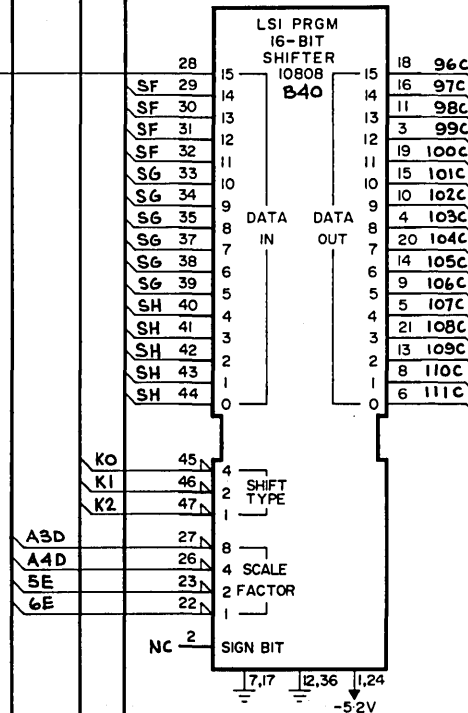 LSI PRGM
16-BIT
SHIFTER
10808
B40
28 15 15 18 96C
SF 29 14 14 16 97C
SF 30 13 13 11 98C
SF 31 12 12 3 99C
SF 32 11 11 19 100C
SG 33 10 10 15 101C
SG 34 9 9 10 102C
SG 35 8 DATA DATA 8 4 103C
SG 37 7 IN OUT 7 20 104C
SG 38 6 6 14 105C
SG 39 5 5 9 106C
SH 40 4 4 5 107C
SH 41 3 3 21 108C
SH 42 2 2 13 109C
SH 43 1 1 8 110C
SH 44 0 0 6 111C
K0 45 4
K1 46 2 SHIFT
K2 47 1 TYPE
A3D 27 8
A4D 26 4 SCALE
5E 23 2 FACTOR
6E 22 1
NC 2 SIGN BIT
7,17 12,36 1,24
-5.2V